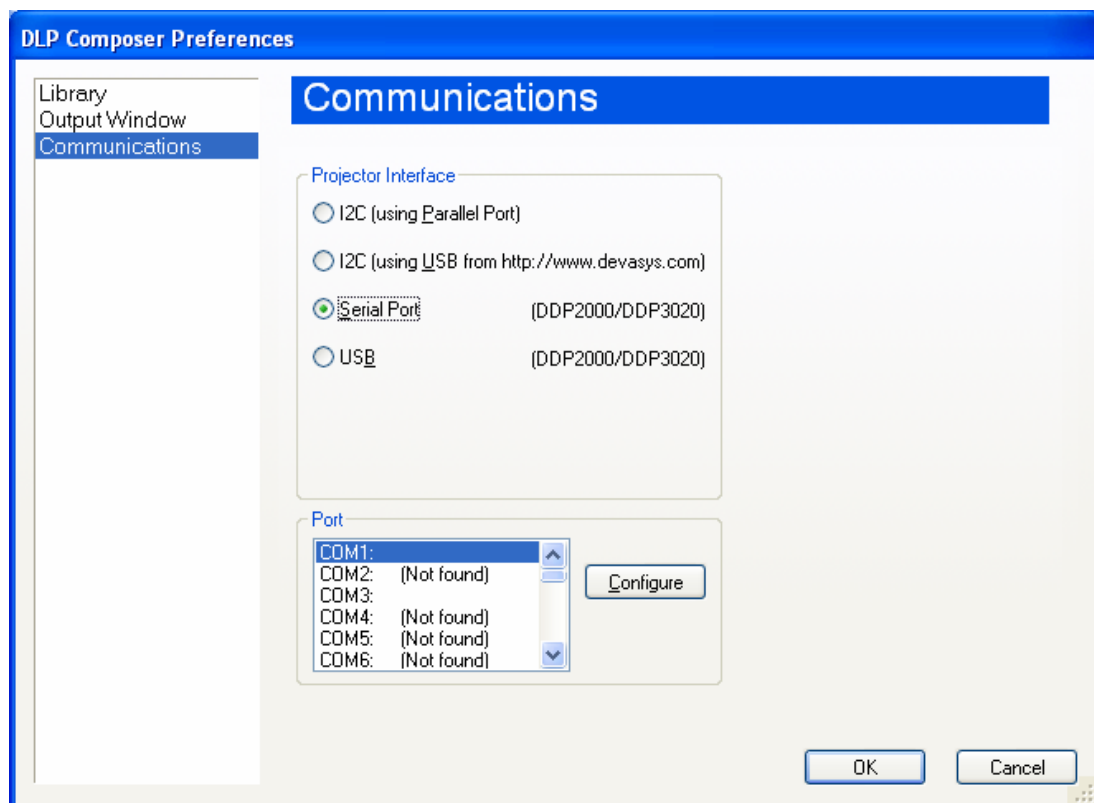 DLP Composer Preferences
Library
Output Window
Communications
Communications
Projector Interface
I2C (using Parallel Port)
I2C (using USB from http://www.devasys.com)
Serial Port (DDP2000/DDP3020)
USB (DDP2000/DDP3020)
Port
COM1:
COM2: (Not found)
COM3:
COM4: (Not found)
COM5: (Not found)
COM6: (Not found)
Configure
OK Cancel